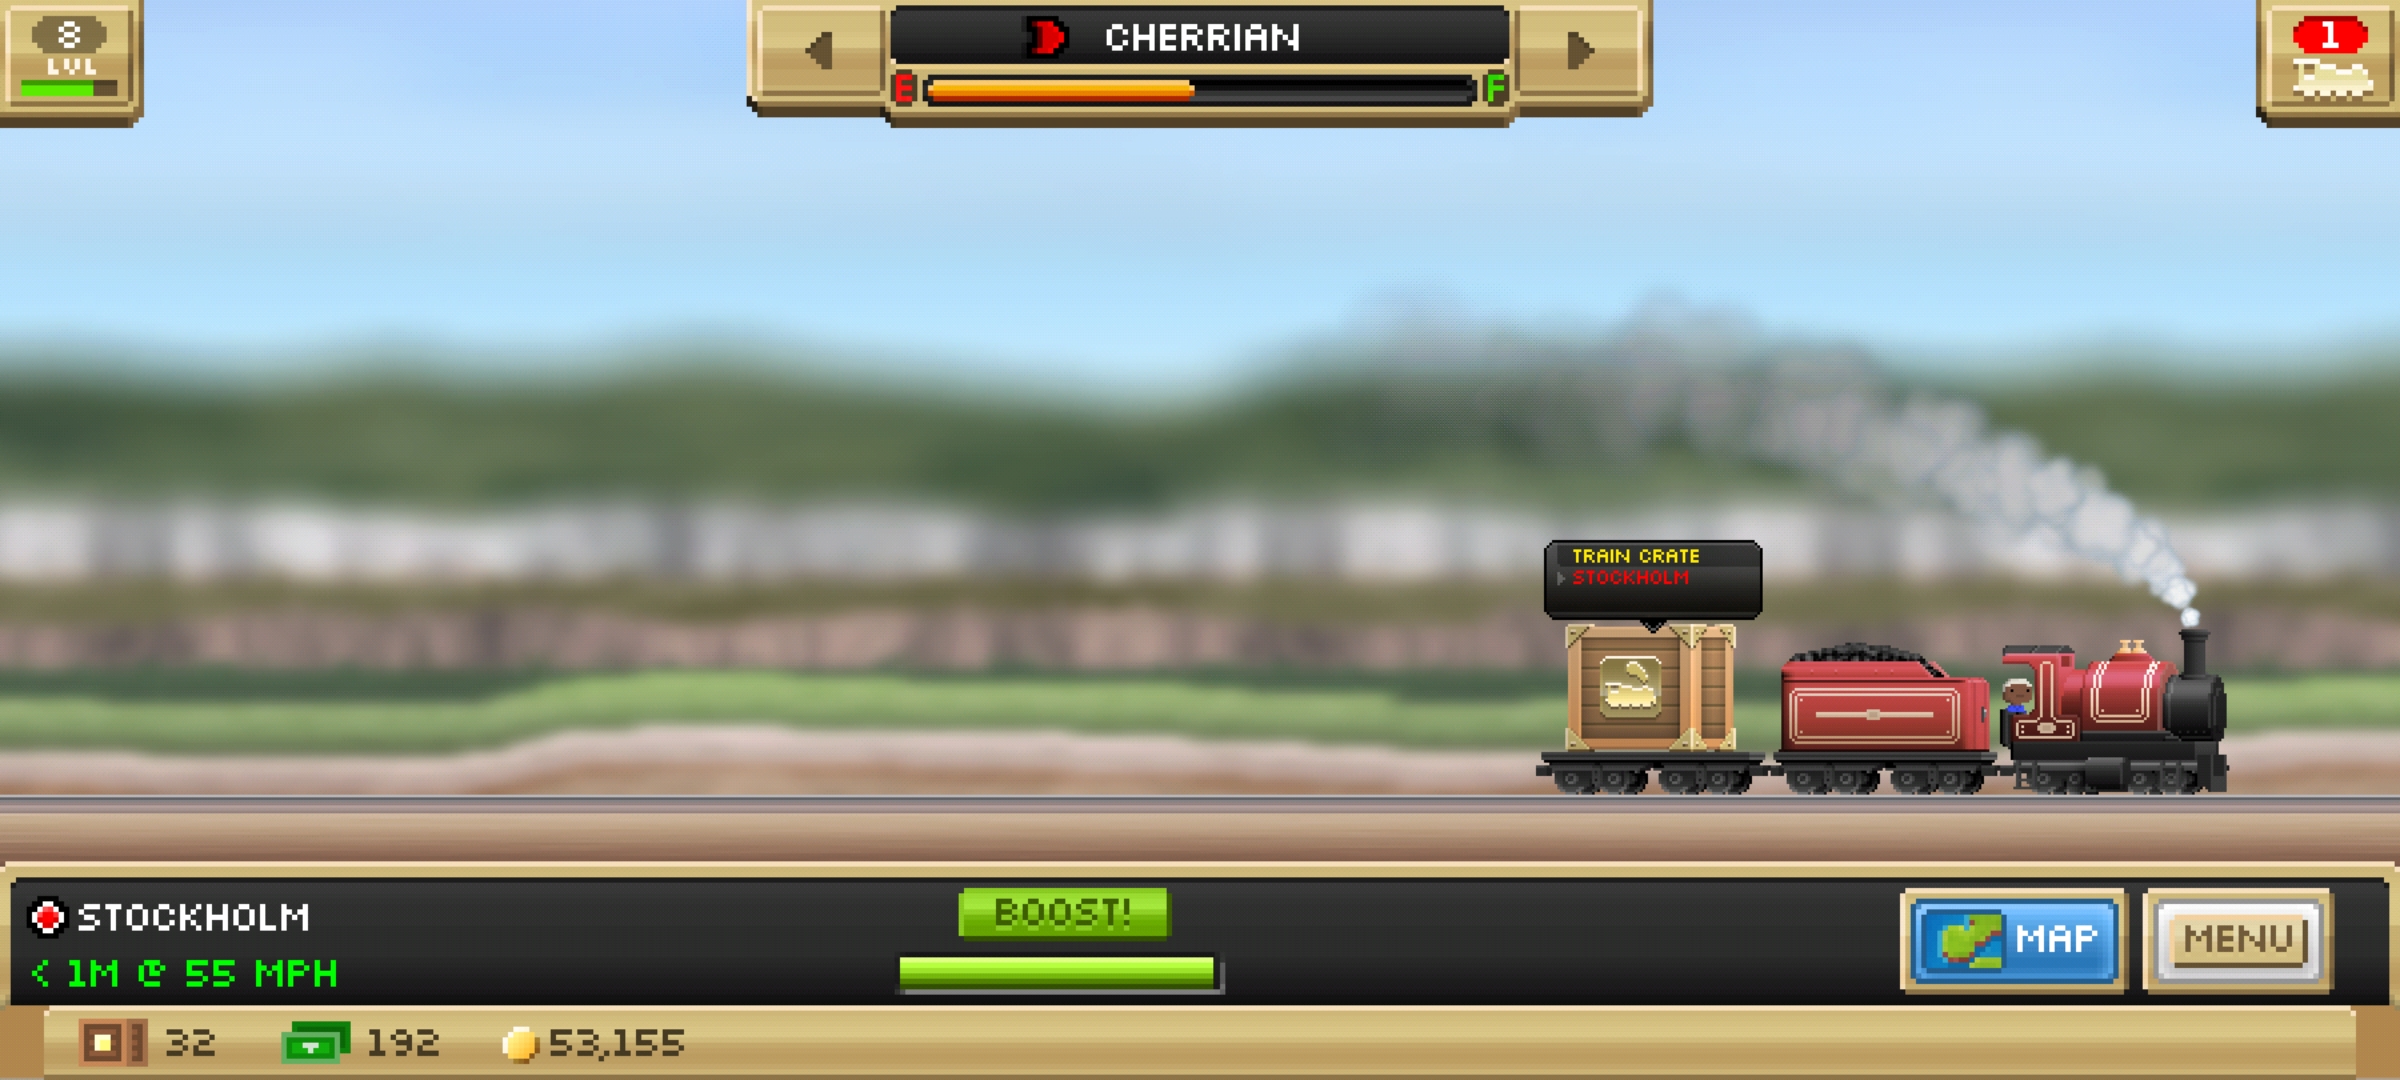 8
LVL
CHERRIAN
E F
1
TRAIN CRATE
STOCKHOLM
STOCKHOLM
BOOST!
< 1M @ 55 MPH
MAP
MENU
32
192
53,155